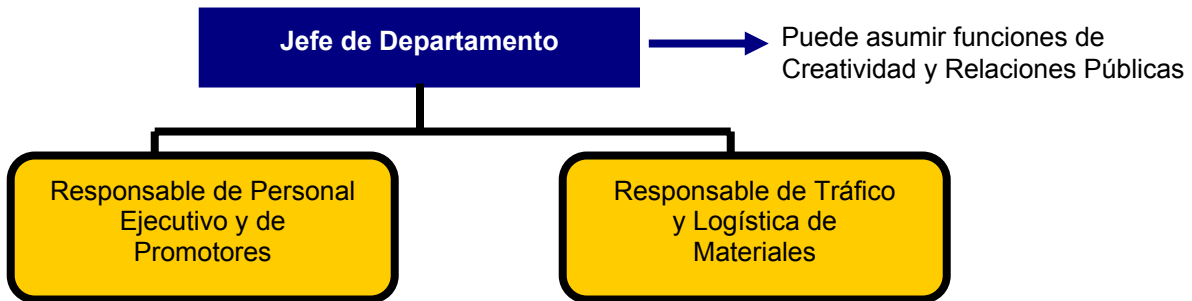 Jefe de Departamento
Puede asumir funciones de
Creatividad y Relaciones Públicas
Responsable de Personal
Ejecutivo y de
Promotores
Responsable de Tráfico
y Logística de
Materiales